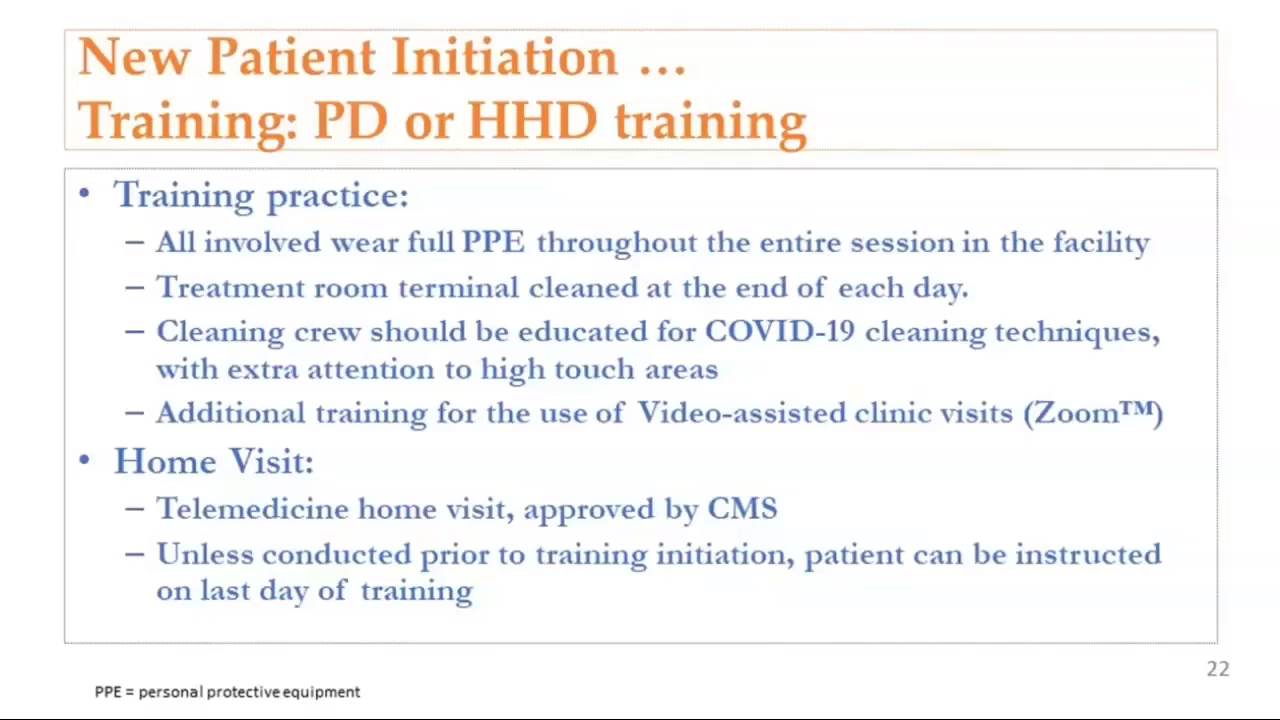 New Patient Initiation …
Training: PD or HHD training
• Training practice:
– All involved wear full PPE throughout the entire session in the facility
– Treatment room terminal cleaned at the end of each day.
– Cleaning crew should be educated for COVID-19 cleaning techniques,
with extra attention to high touch areas
– Additional training for the use of Video-assisted clinic visits (Zoom™)
• Home Visit:
– Telemedicine home visit, approved by CMS
– Unless conducted prior to training initiation, patient can be instructed
on last day of training
22
PPE = personal protective equipment